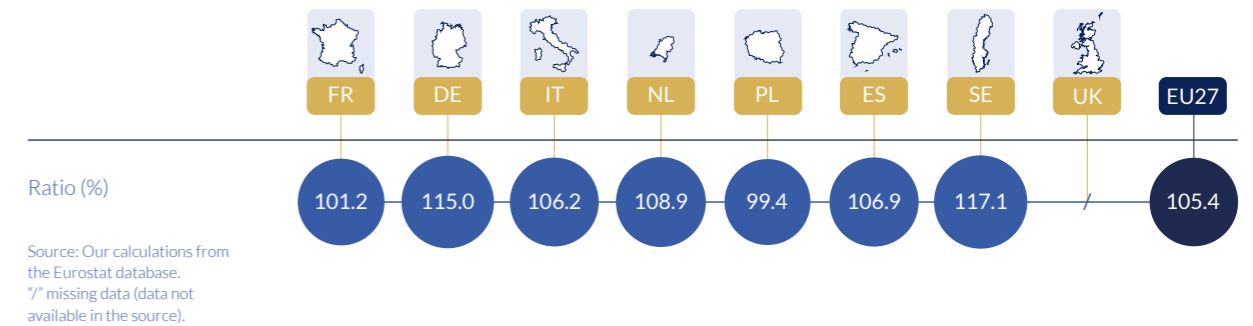 FR DE IT NL PL ES SE UK EU27
Ratio (%) 101.2 115.0 106.2 108.9 99.4 106.9 117.1 / 105.4
Source: Our calculations from
the Eurostat database.
“/” missing data (data not
available in the source).